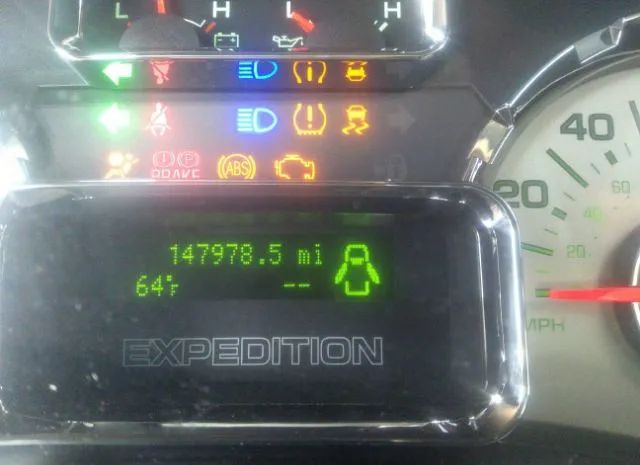 L H L H
BRAKE ABS
40
60
20
40
147978.5 mi
20
64°F --
MPH
EXPEDITION